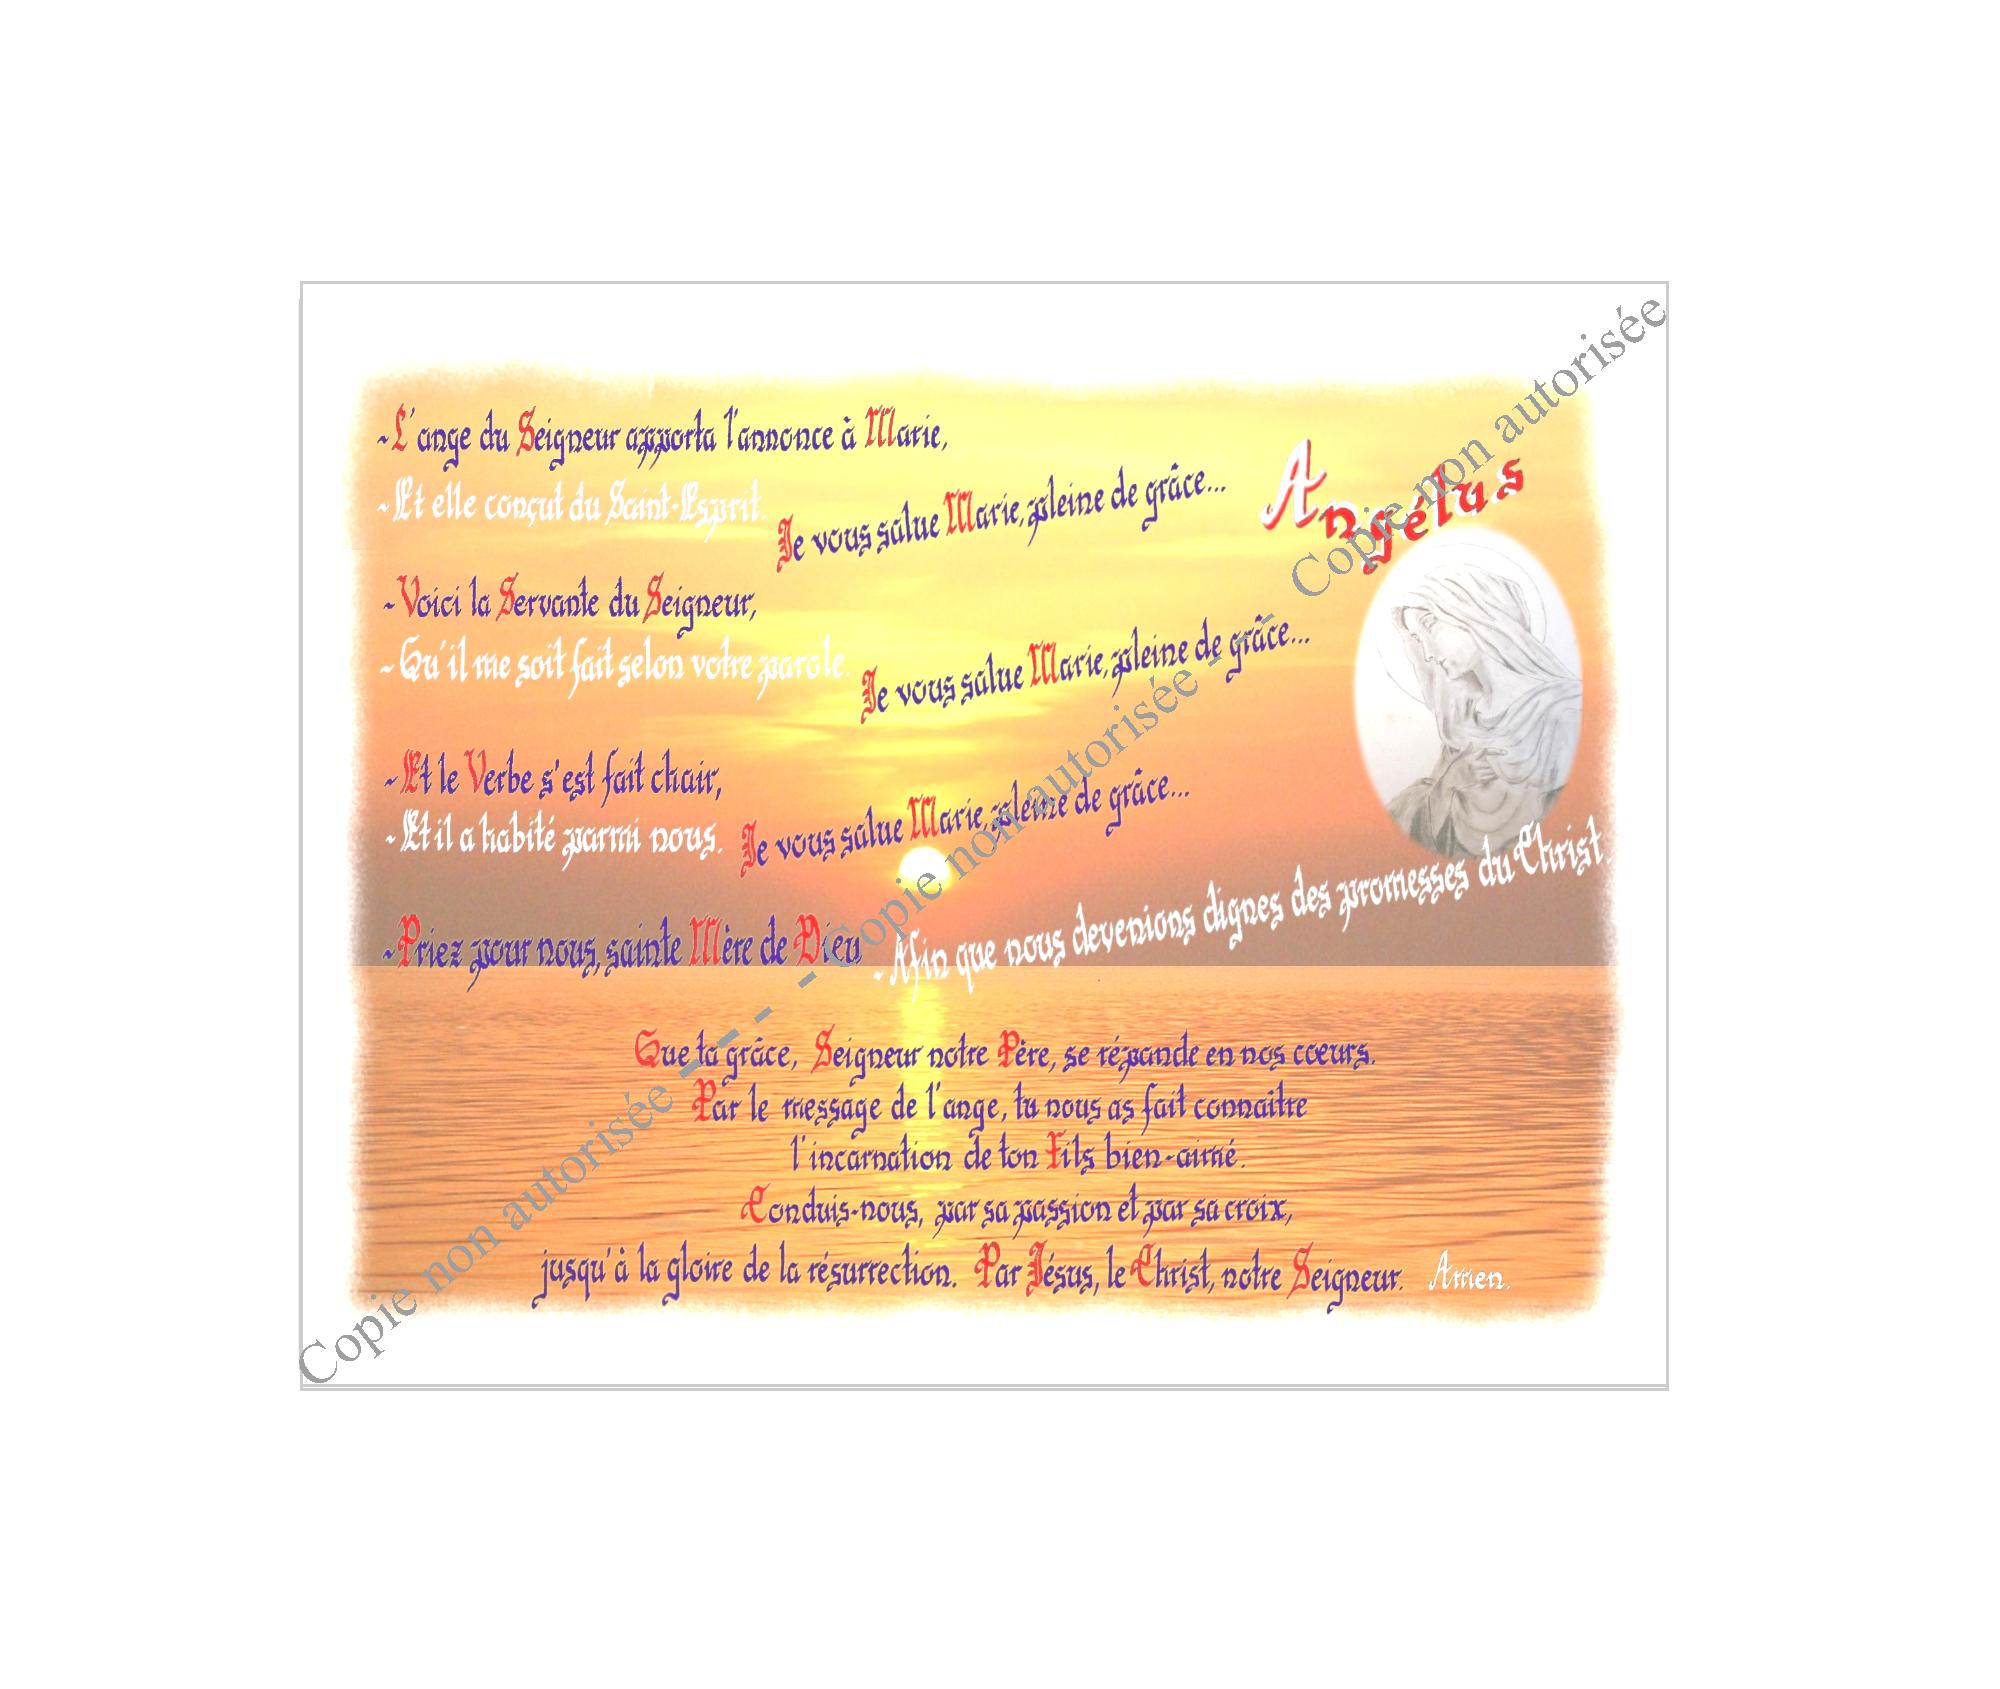 Angélus
~L'ange du Seigneur apporta l'annonce à Marie,
~Et elle conçut du Saint-Esprit.
Je vous salue Marie, pleine de grâce...
~Voici la Servante du Seigneur,
~Qu'il me soit fait selon votre parole.
Je vous salue Marie, pleine de grâce...
~Et le Verbe s'est fait chair,
~Et il a habité parmi nous.
Je vous salue Marie, pleine de grâce...
~Priez pour nous, sainte Mère de Dieu
~Afin que nous devenions dignes des promesses du Christ.
Que ta grâce, Seigneur notre Père, se répande en nos cœurs.
Par le message de l'ange, tu nous as fait connaître
l'incarnation de ton Fils bien-aimé.
Conduis-nous, par sa passion et par sa croix,
jusqu'à la gloire de la résurrection. Par Jésus, le Christ, notre Seigneur. Amen.
Copie non autorisée - - - - Copie non autorisée - - - Copie non autorisée